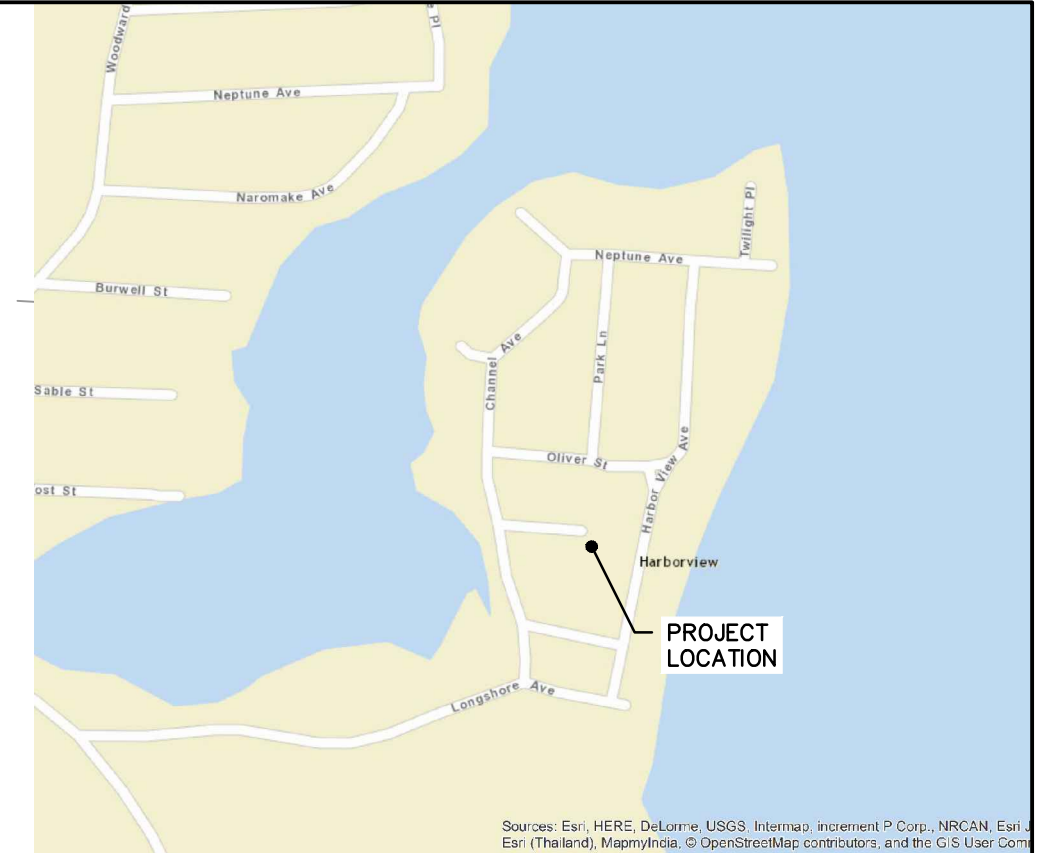 Woodward
e Pl
Neptune Ave
Naromake Ave
Twilight Pl
Neptune Ave
Burwell St
Channel Ave
Park Ln
Sable St
Oliver St
Harbor View Ave
ost St
Harborview
PROJECT
LOCATION
Longshore Ave
Sources: Esri, HERE, DeLorme, USGS, Intermap, increment P Corp., NRCAN, Esri J
Esri (Thailand), MapmyIndia, © OpenStreetMap contributors, and the GIS User Com